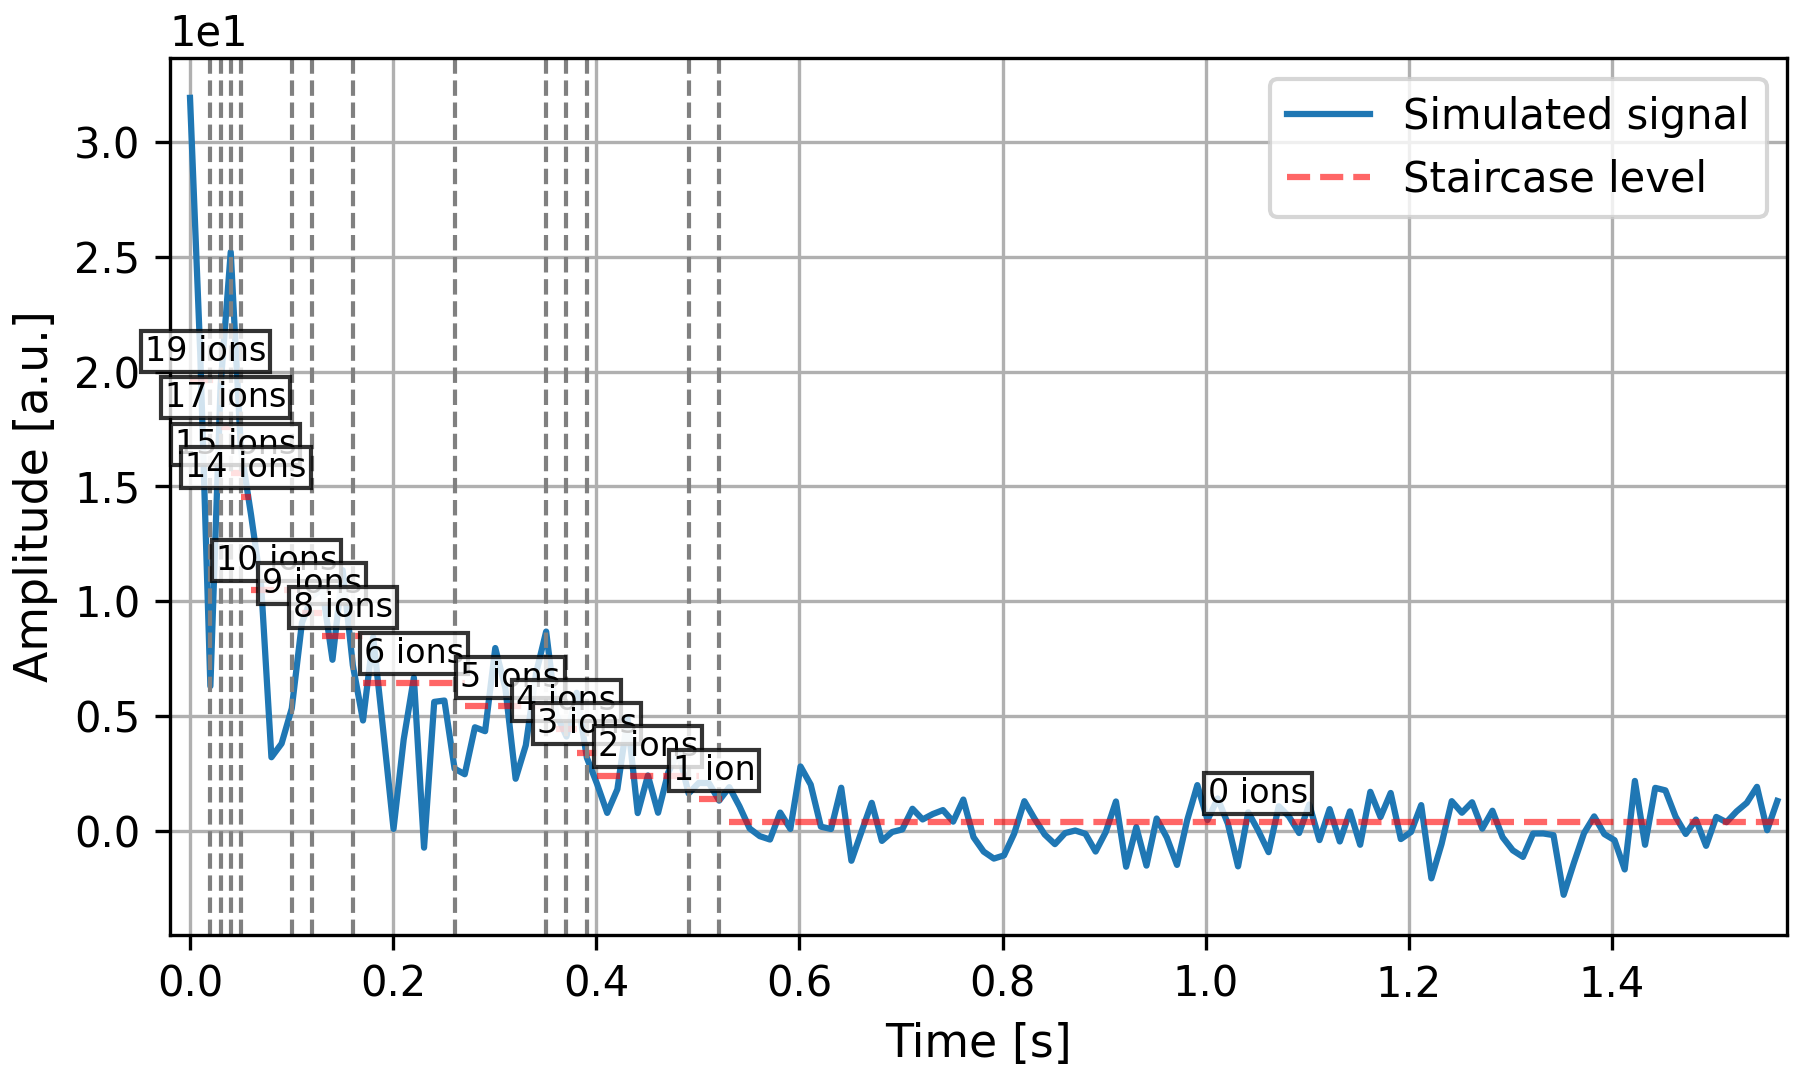 1e1
Simulated signal
Staircase level
3.0
2.5
2.0
1.5
1.0
0.5
0.0
Amplitude [a.u.]
19 ions
17 ions
15 ions
14 ions
10 ions
9 ions
8 ions
6 ions
5 ions
4 ions
3 ions
2 ions
1 ion
0 ions
0.0 0.2 0.4 0.6 0.8 1.0 1.2 1.4
Time [s]